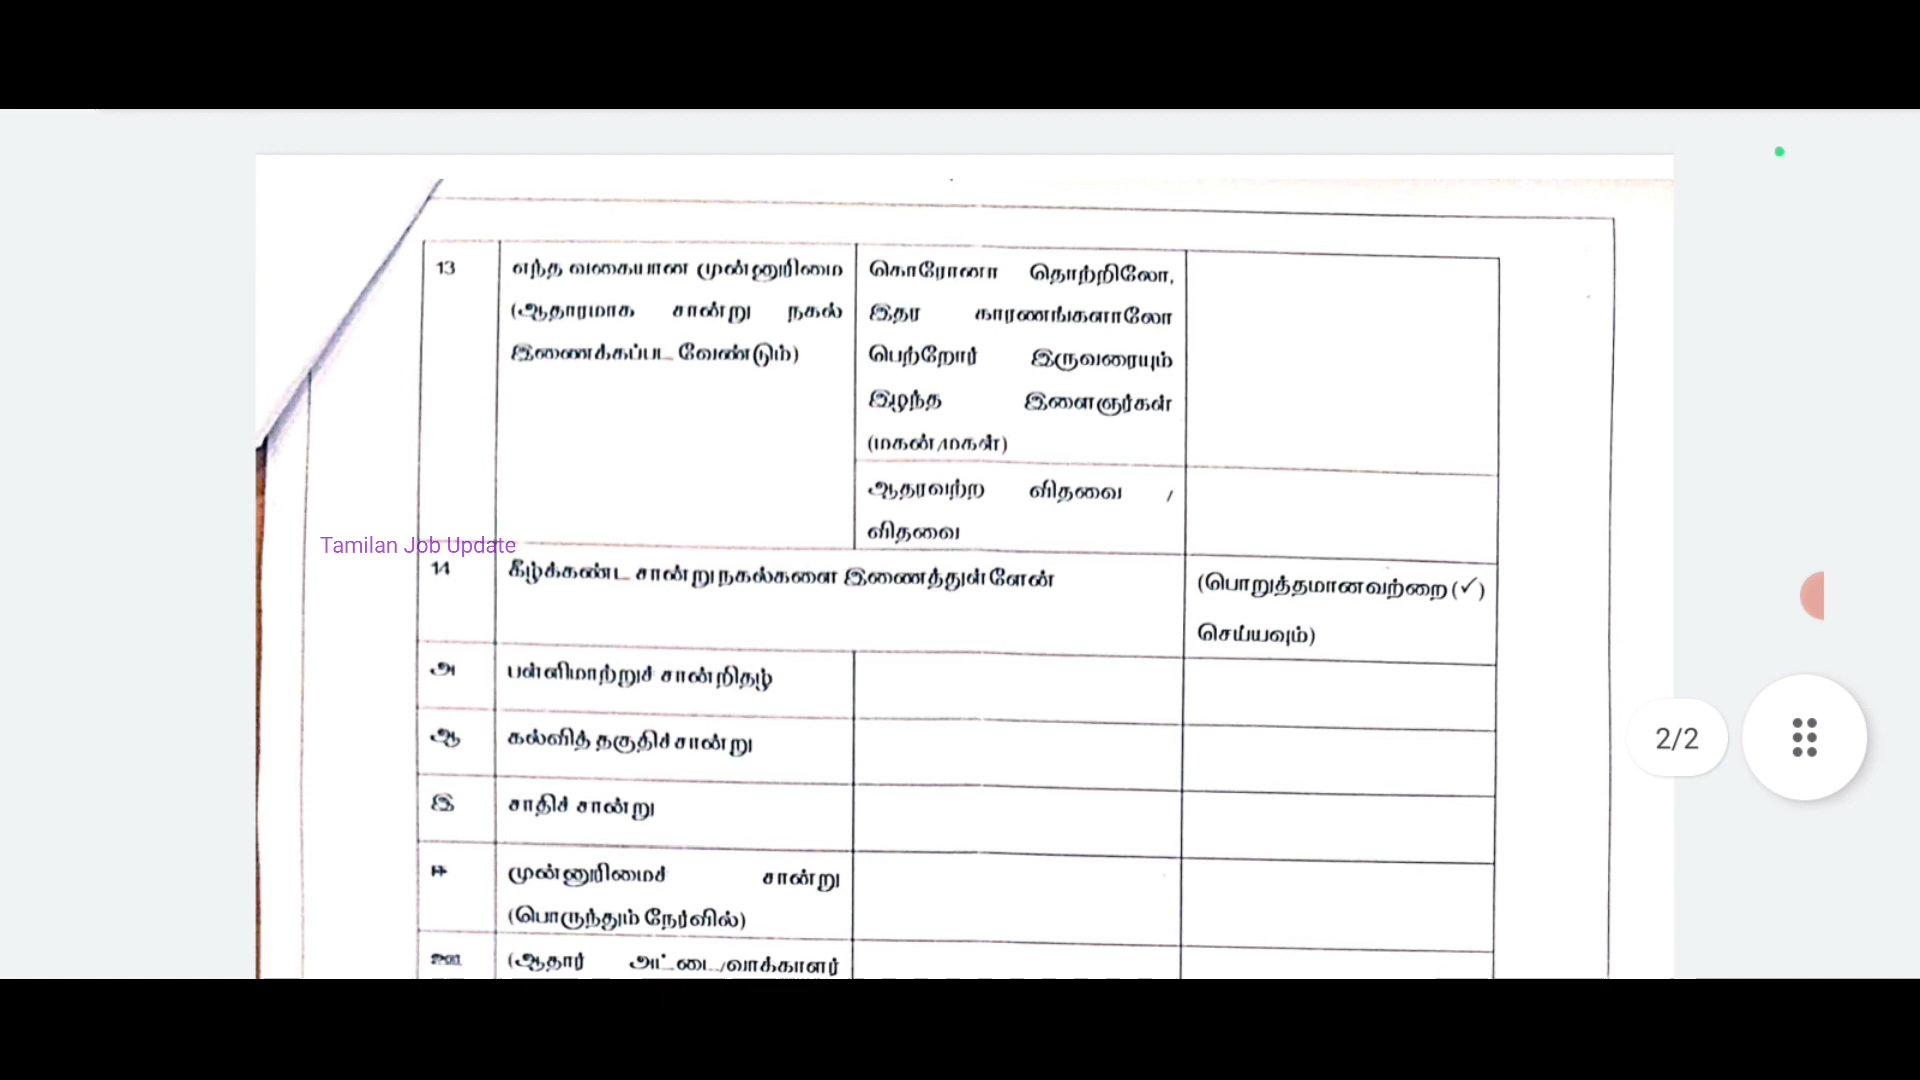 13 எந்த வகையான முன்னுரிமை கொரோனா தொற்றிலோ,
(ஆதாரமாக சான்று நகல் இதர காரணங்களாலோ
இணைக்கப்பட வேண்டும்) பெற்றோர் இருவரையும்
இழந்த இளைஞர்கள்
(மகன்/மகள்)
ஆதரவற்ற விதவை /
விதவை
Tamilan Job Update
14 கீழ்க்கண்ட சான்றுநகல்களை இணைத்துள்ளேன் (பொறுத்தமானவற்றை (✓)
செய்யவும்)
அ பள்ளிமாற்றுச் சான்றிதழ்
ஆ கல்வித் தகுதிச் சான்று
இ சாதிச் சான்று
ஈ முன்னுரிமைச் சான்று
(பொருந்தும் நேர்வில்)
(ஆதார் அட்டை/வாக்காளர்
2/2